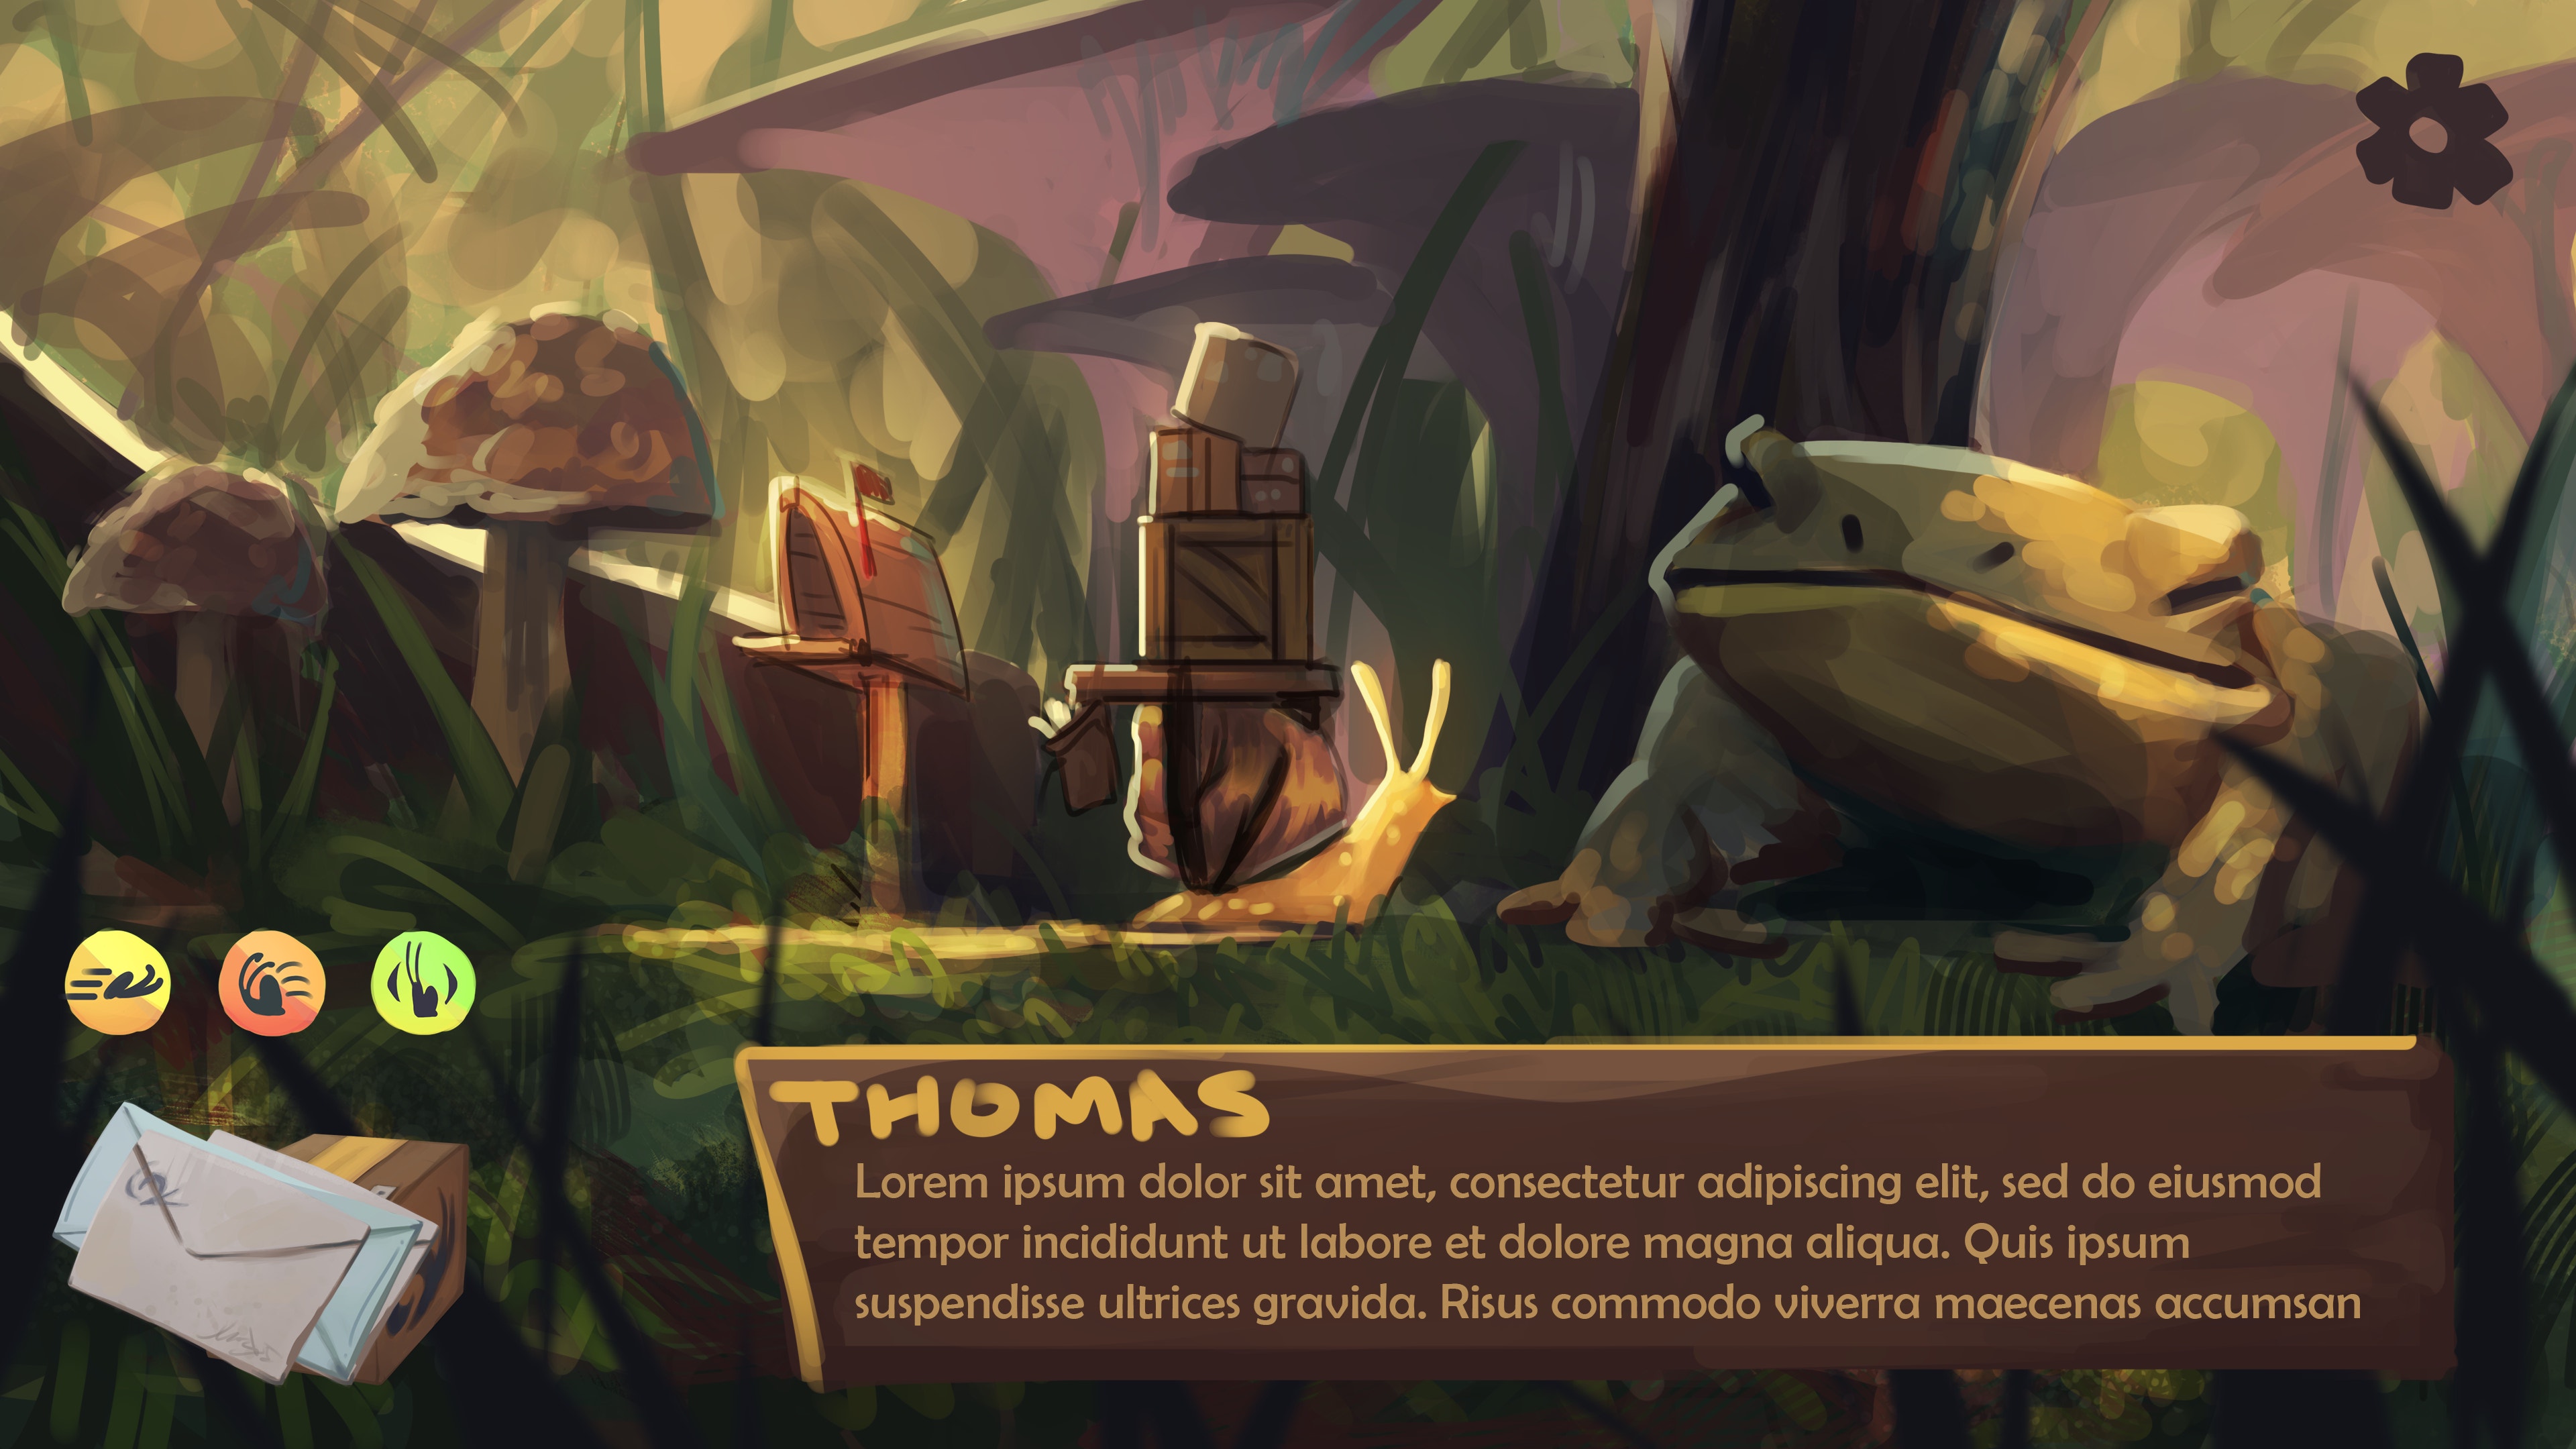 THOMAS
Lorem ipsum dolor sit amet, consectetur adipiscing elit, sed do eiusmod
tempor incididunt ut labore et dolore magna aliqua. Quis ipsum
suspendisse ultrices gravida. Risus commodo viverra maecenas accumsan